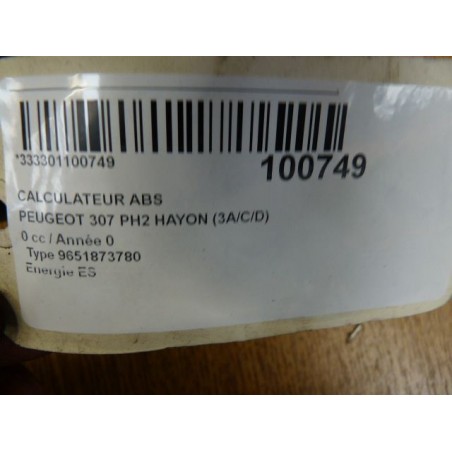 *333301100749
100749
CALCULATEUR ABS
PEUGEOT 307 PH2 HAYON (3A/C/D)
0 cc / Année 0
Type 9651873780
Energie ES